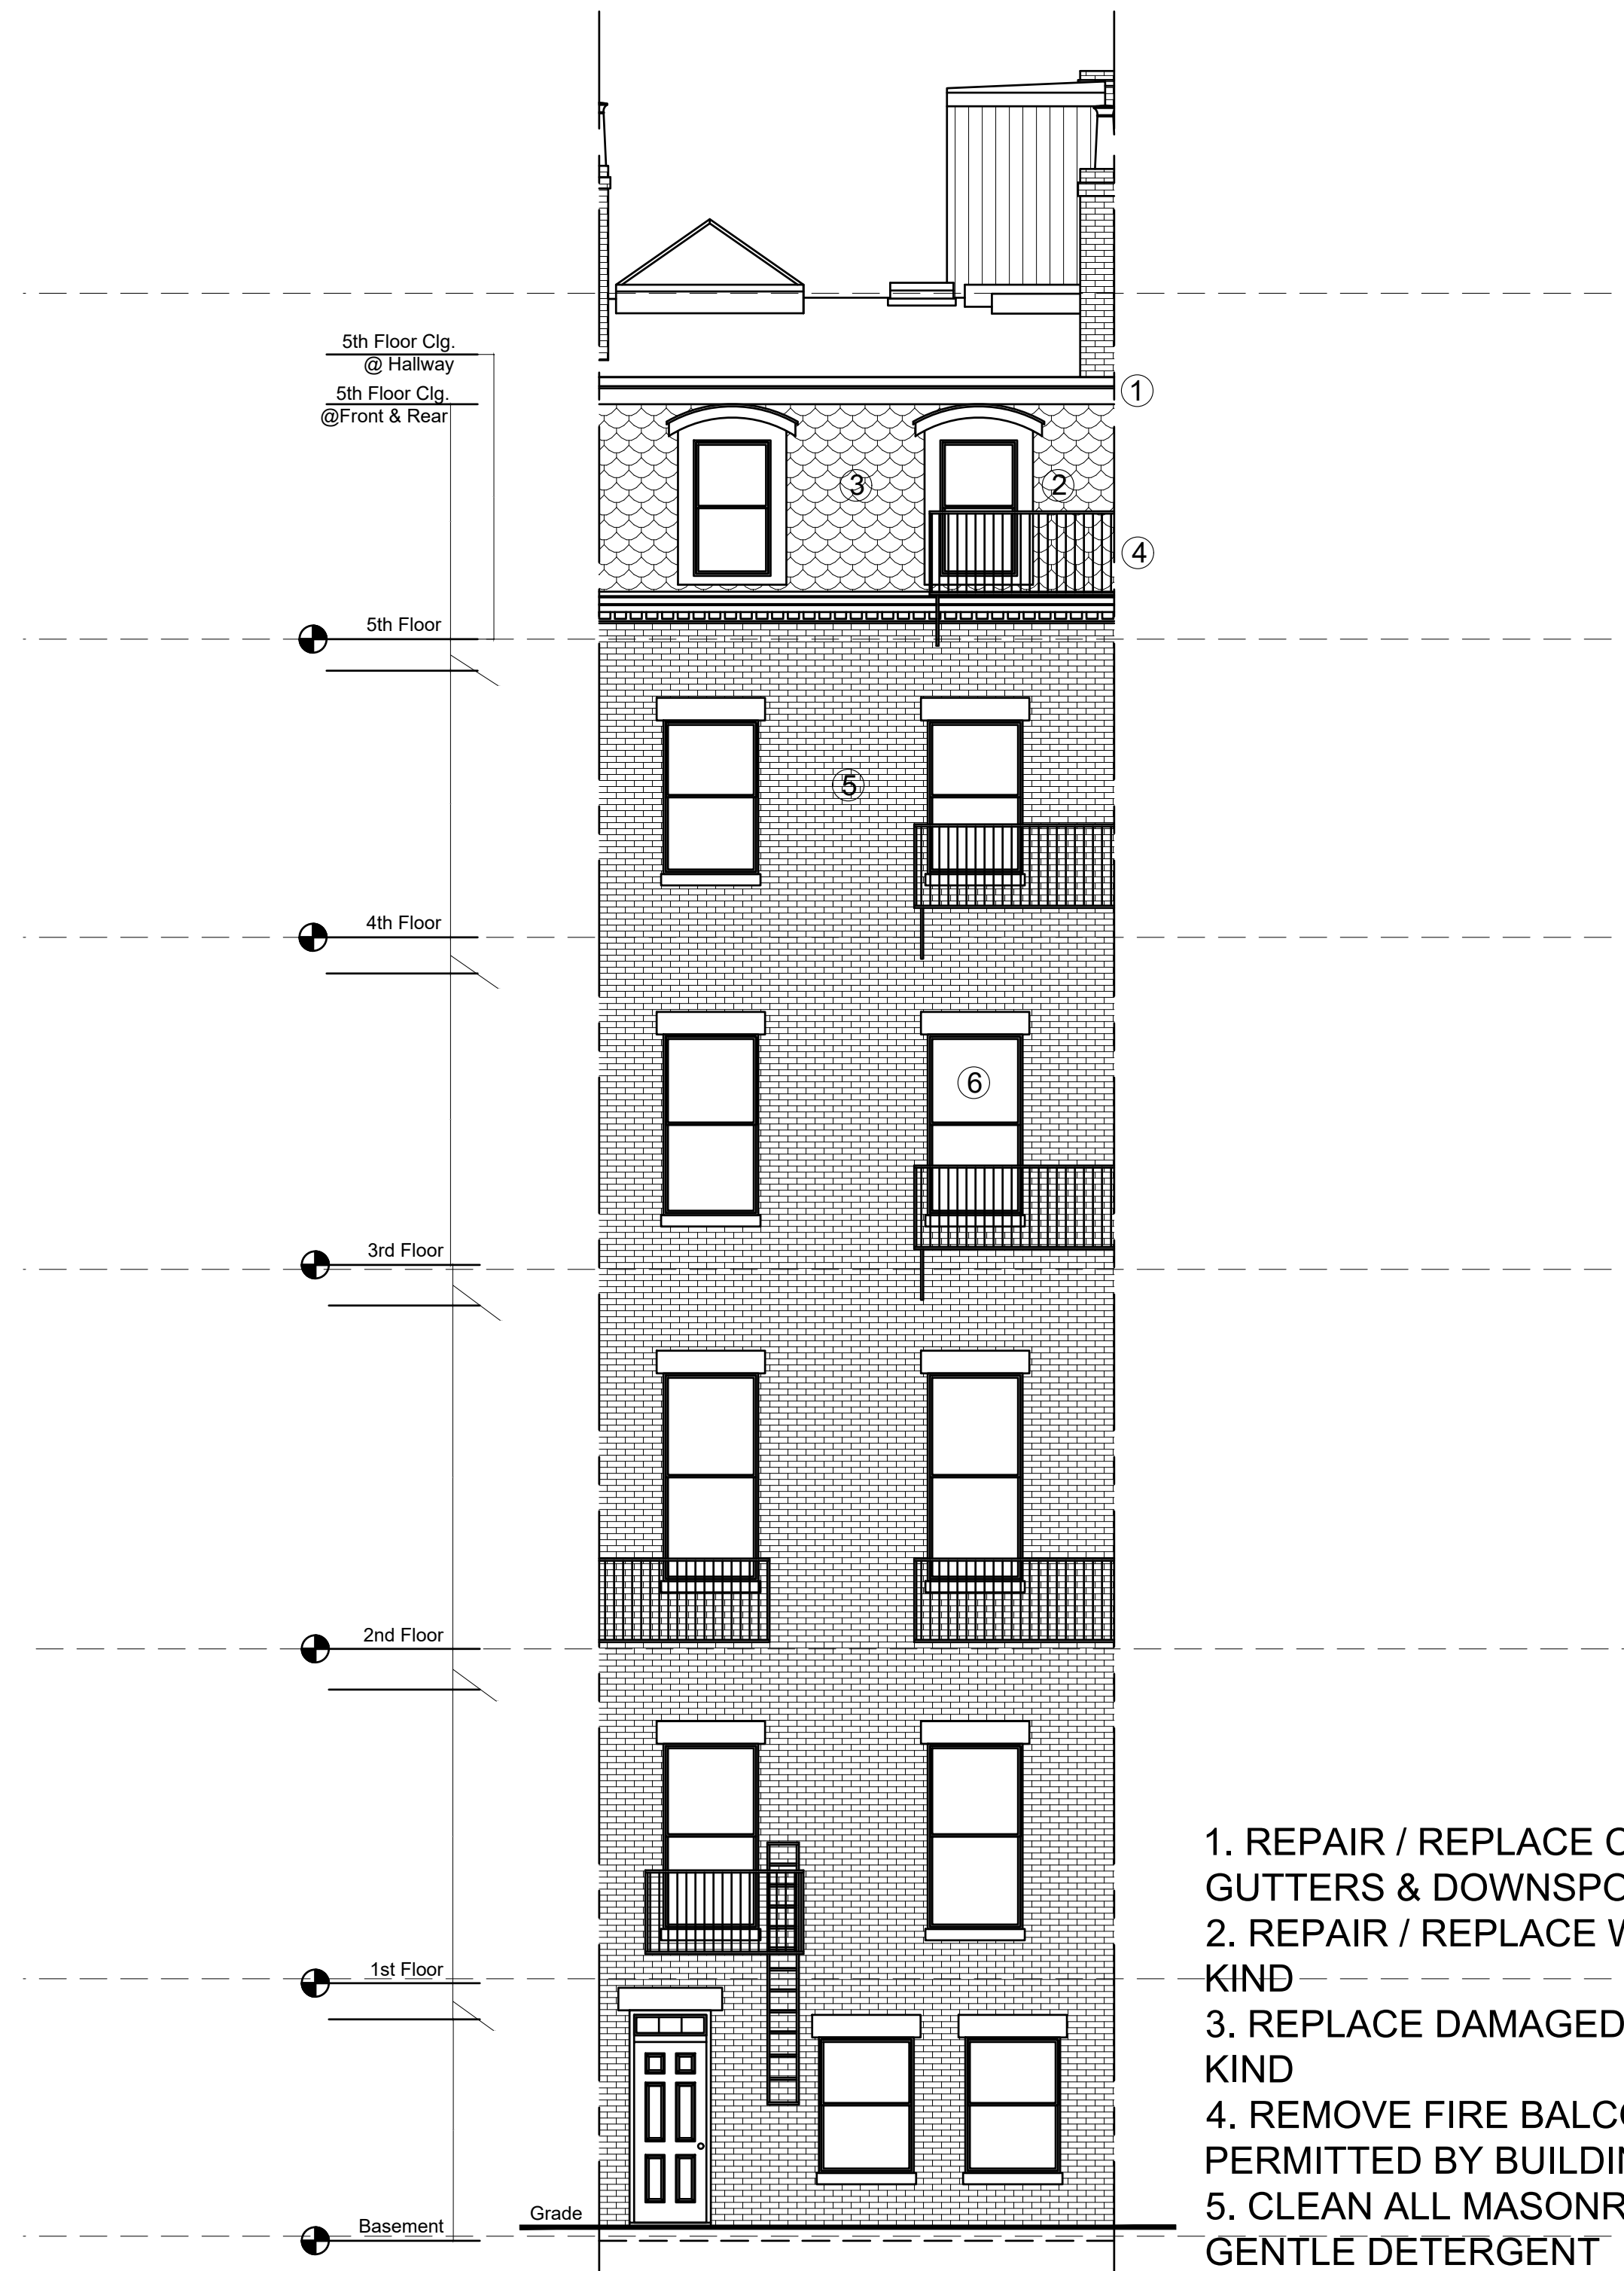 5th Floor Clg.
@ Hallway
5th Floor Clg.
@Front & Rear
1
3
2
4
5th Floor
5
4th Floor
6
3rd Floor
2nd Floor
1st Floor
Grade
Basement
1. REPAIR / REPLACE
GUTTERS &
2. REPAIR / REPLACE
KIND
3. REPLACE DAMAGED
KIND
4. REMOVE FIRE
PERMITTED BY
5. CLEAN ALL
GENTLE DETERGENT